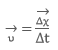 υ⃗ = Δχ⃗ / Δt